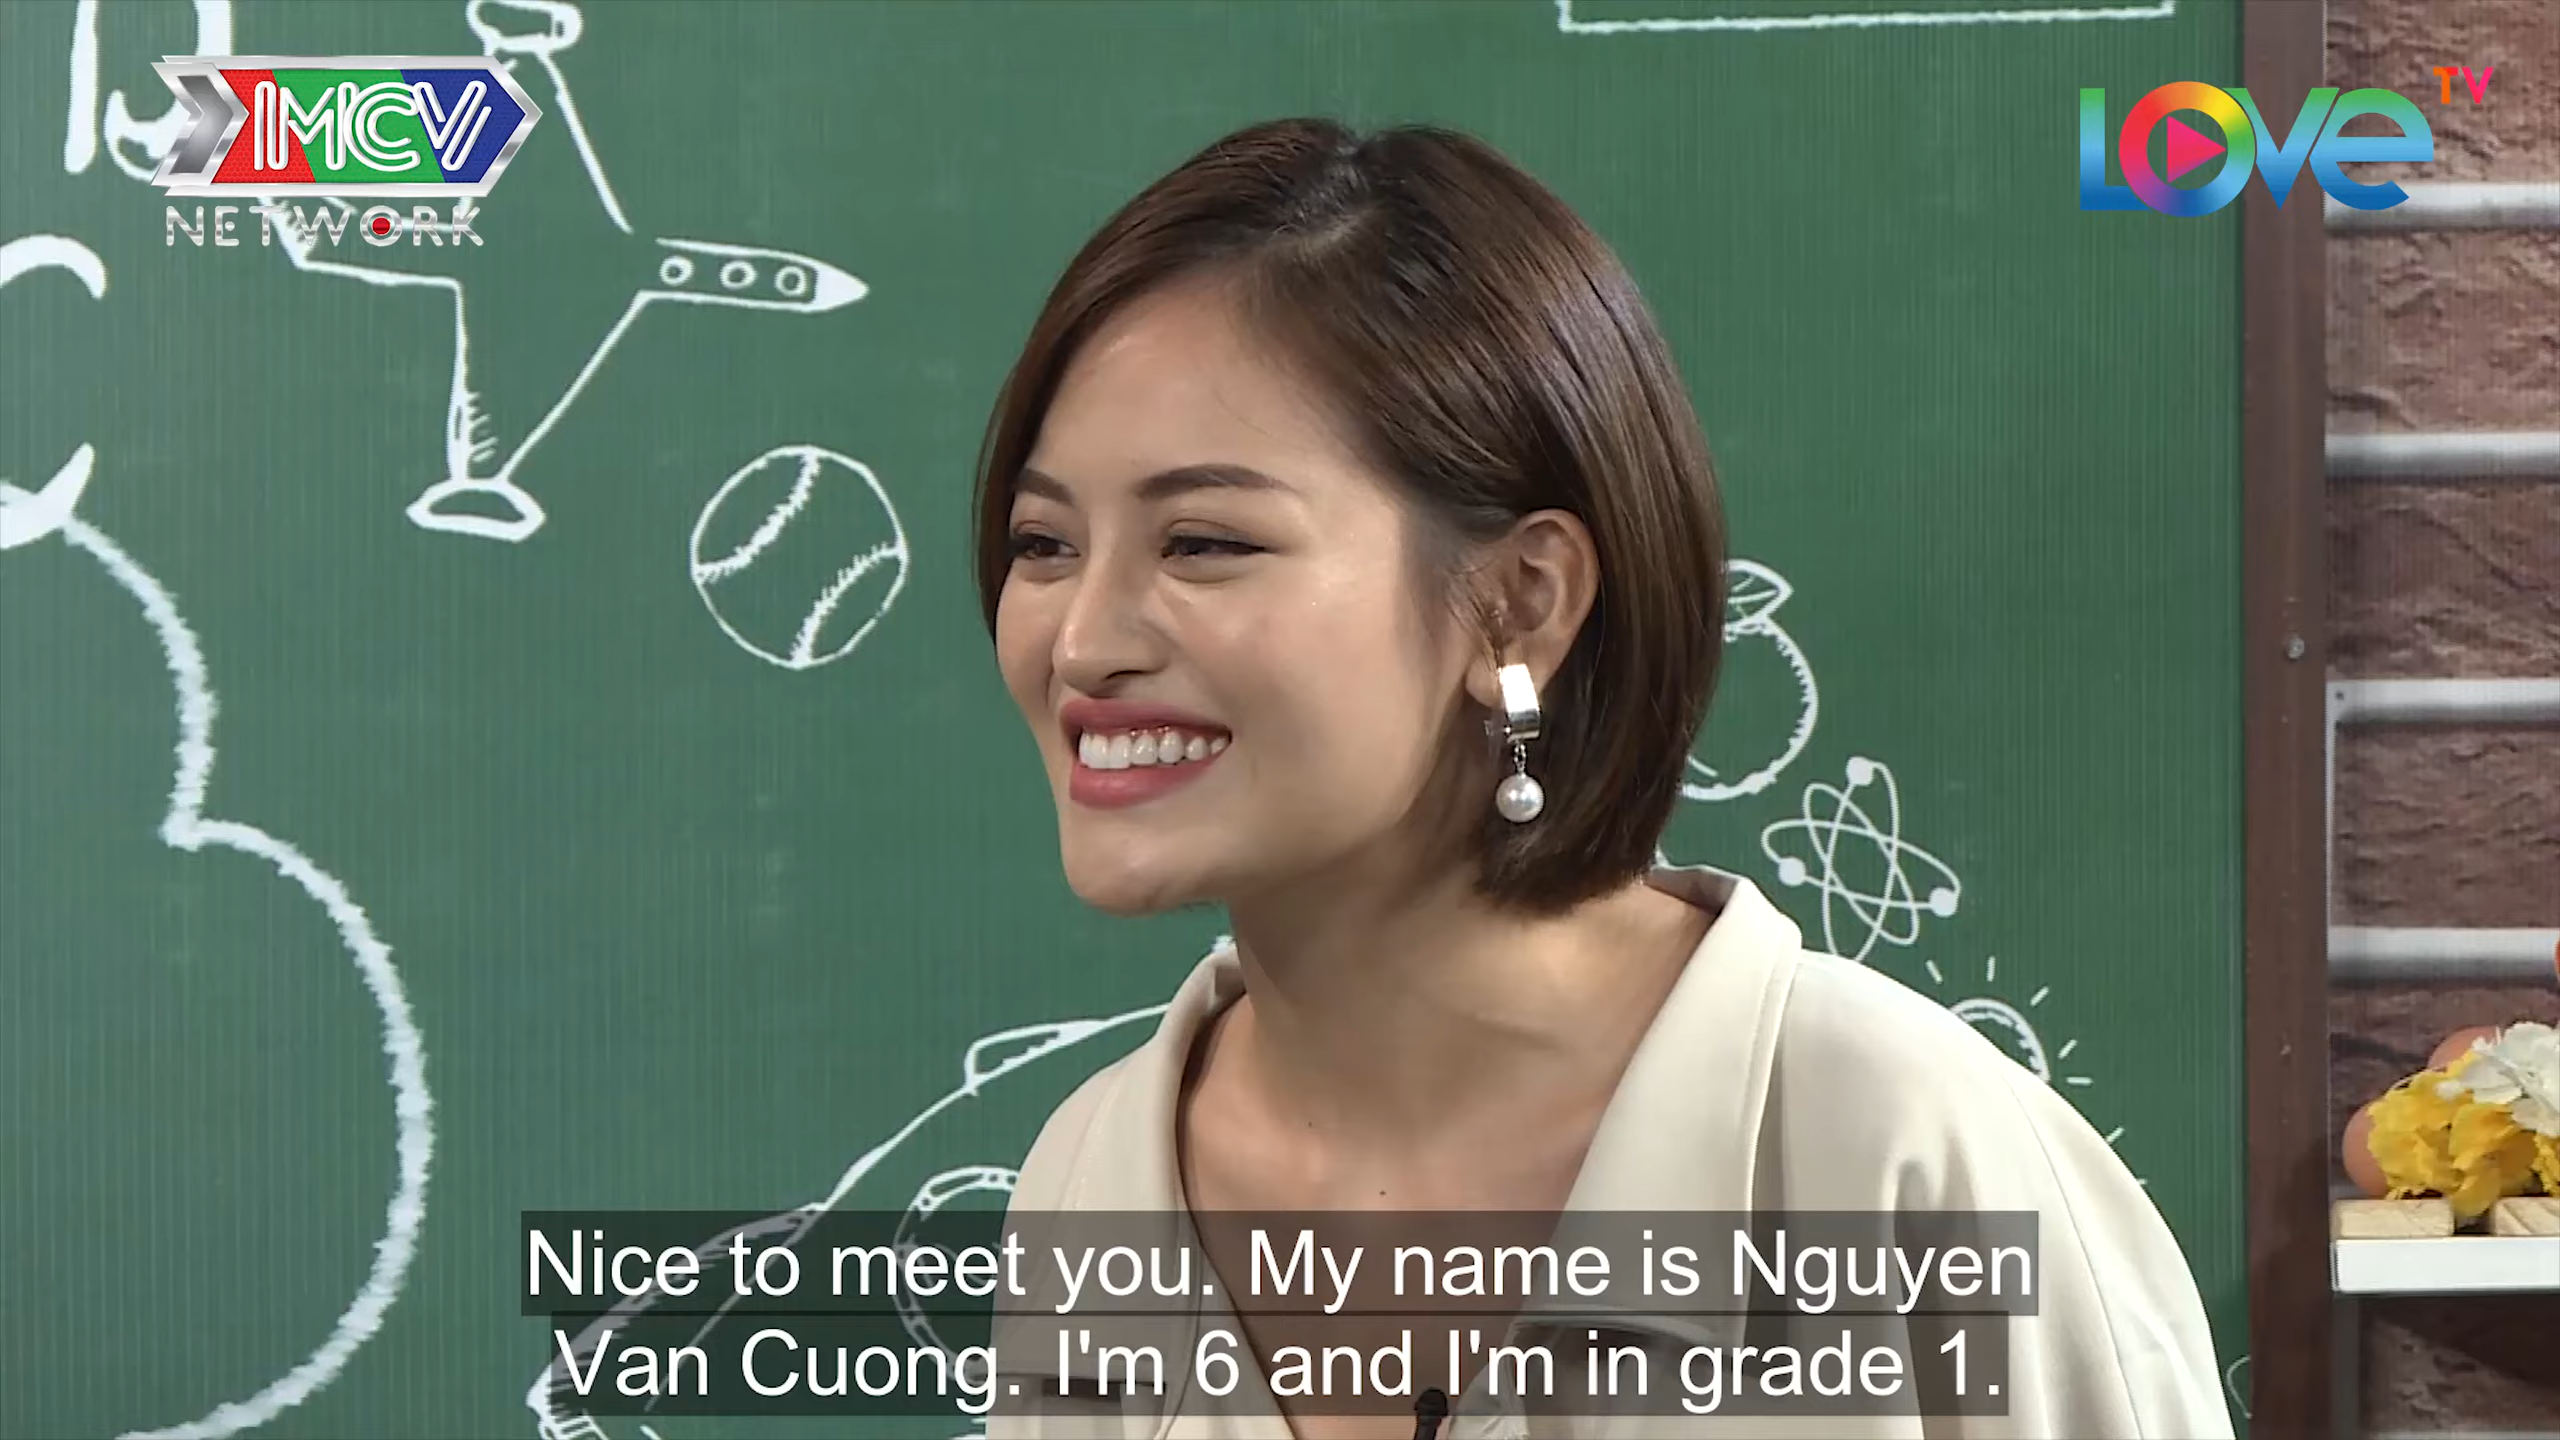 MCV
NETWORK
LOVE TV
Nice to meet you. My name is Nguyen
Van Cuong. I'm 6 and I'm in grade 1.